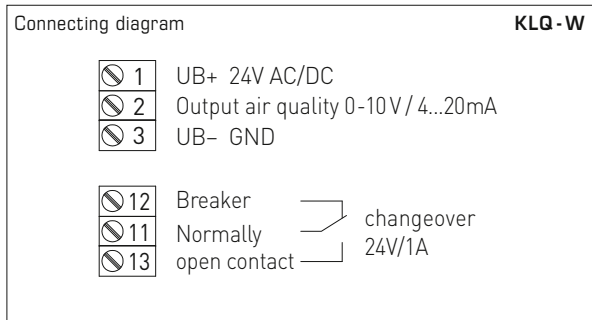 Connecting diagram KLQ-W
1 UB+ 24V AC/DC
2 Output air quality 0-10V / 4...20mA
3 UB– GND
12 Breaker
changeover
11 Normally
24V/1A
13 open contact